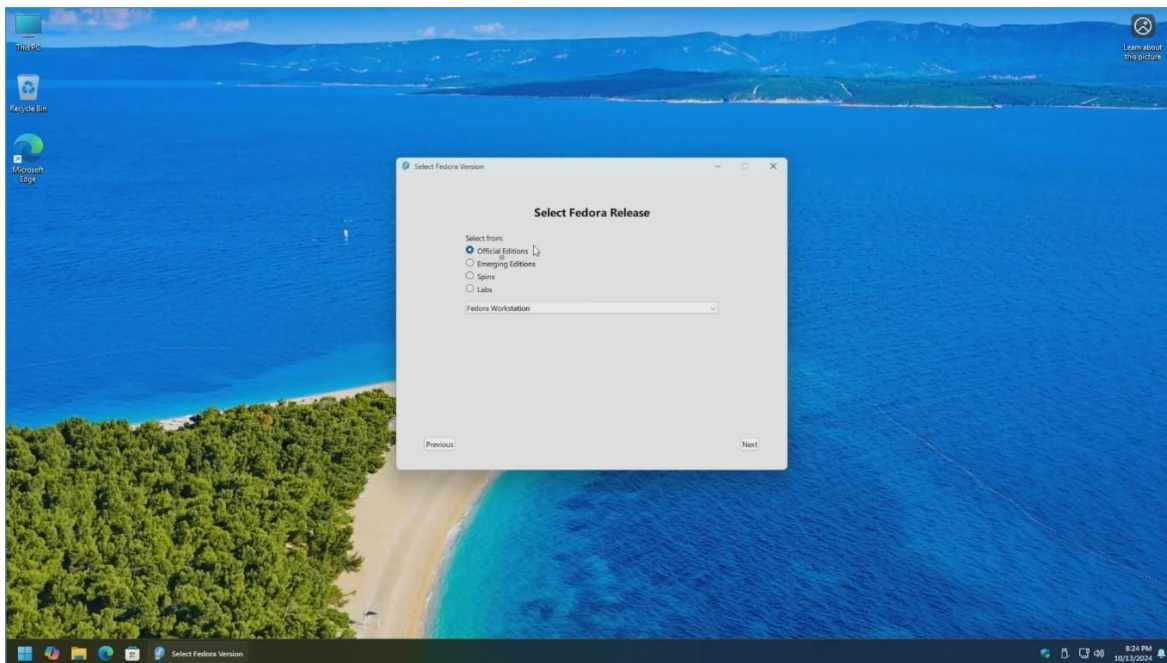 This PC
Recycle Bin
Microsoft
Edge
Learn about
this picture
Select Fedora Version
Select Fedora Release
Select from:
Official Editions
Emerging Editions
Spins
Labs
Fedora Workstation
Previous
Next
Select Fedora Version
8:24 PM
10/13/2024